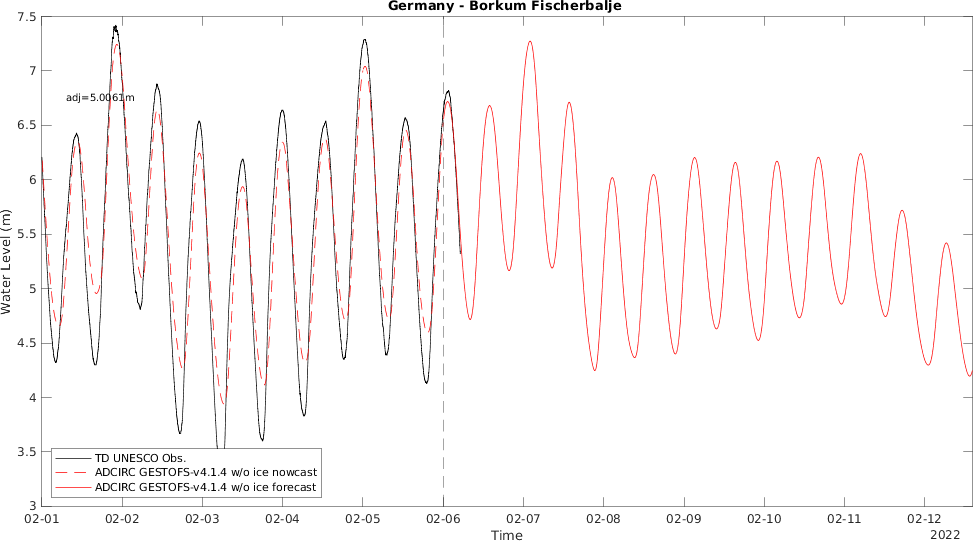 Germany - Borkum Fischerbalje
7.5
7
6.5
6
5.5
5
4.5
4
3.5
3
Water Level (m)
adj=5.0061m
TD UNESCO Obs.
ADCIRC GESTOFS-v4.1.4 w/o ice nowcast
ADCIRC GESTOFS-v4.1.4 w/o ice forecast
02-01 02-02 02-03 02-04 02-05 02-06 02-07 02-08 02-09 02-10 02-11 02-12
2022
Time